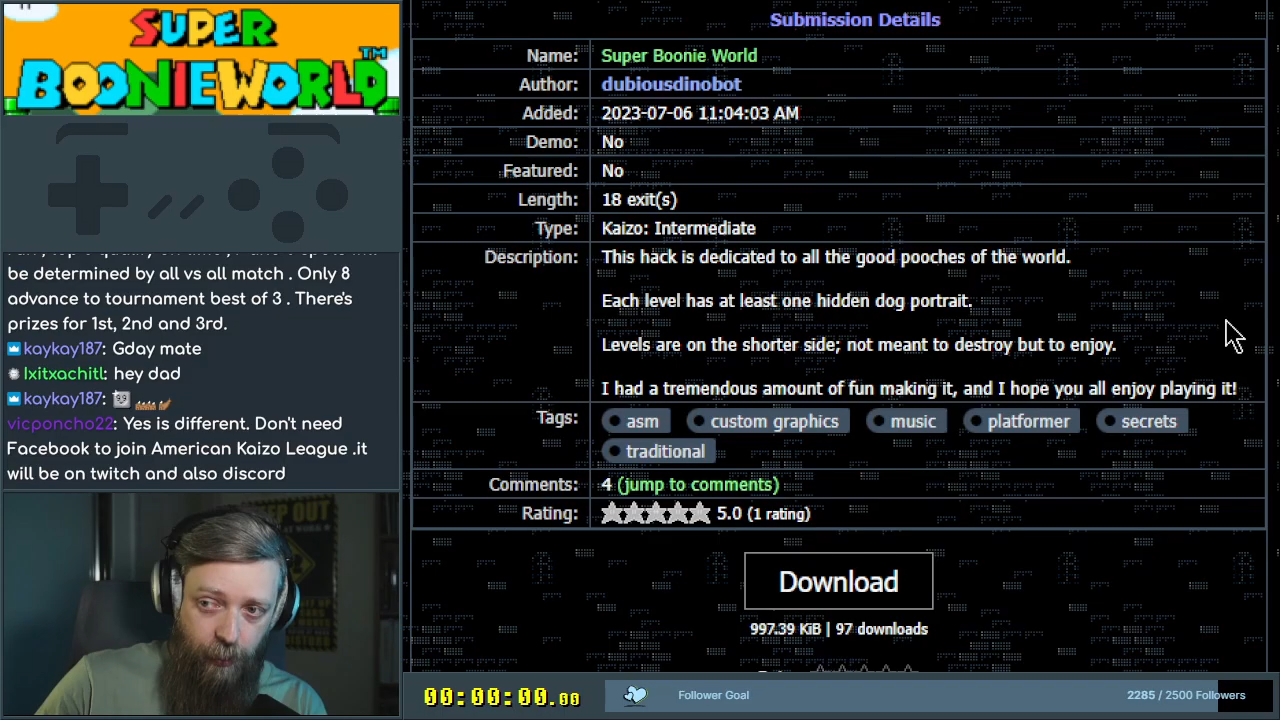 SUPER
BOONIEWORLD™
be determined by all vs all match . Only 8
advance to tournament best of 3 . There's
prizes for 1st, 2nd and 3rd.
kaykay187: Gday mate
lxitxachitl: hey dad
kaykay187:
vicponcho22: Yes is different. Don't need
Facebook to join American Kaizo League .it
will be on twitch and also discord
Submission Details
Name: Super Boonie World
Author: dubiousdinobot
Added: 2023-07-06 11:04:03 AM
Demo: No
Featured: No
Length: 18 exit(s)
Type: Kaizo: Intermediate
Description: This hack is dedicated to all the good pooches of the world.
Each level has at least one hidden dog portrait.
Levels are on the shorter side; not meant to destroy but to enjoy.
I had a tremendous amount of fun making it, and I hope you all enjoy playing it!
Tags: asm custom graphics music platformer secrets
traditional
Comments: 4 (jump to comments)
Rating: 5.0 (1 rating)
Download
997.39 KiB | 97 downloads
00:00:00.00
Follower Goal
2285 / 2500 Followers